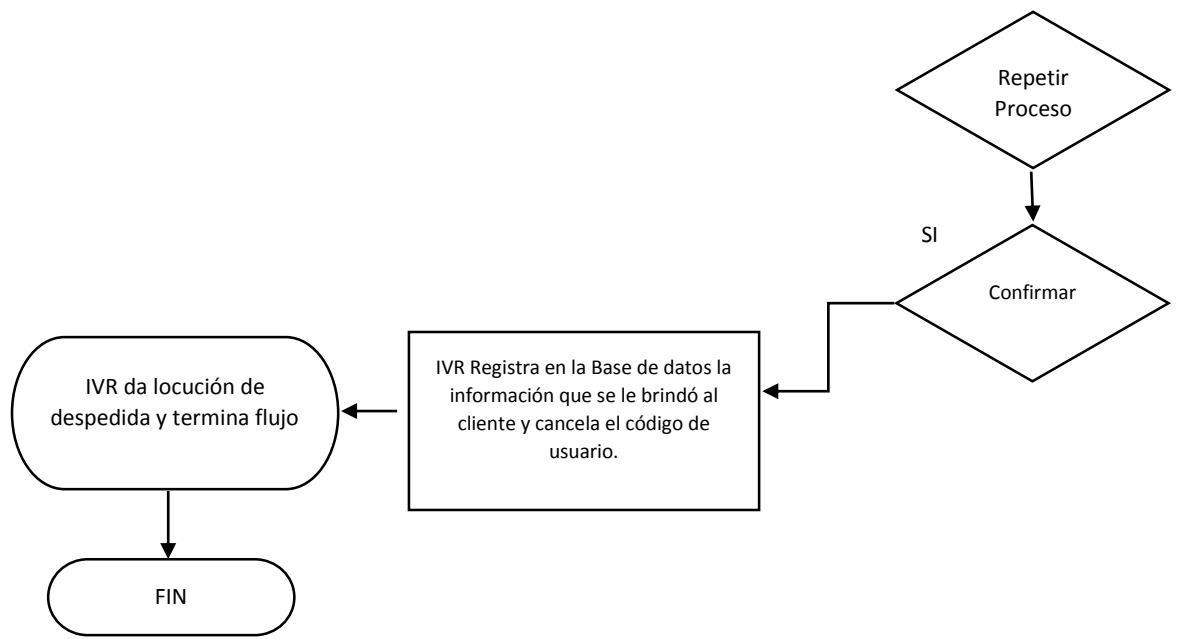 Repetir
Proceso
SI
Confirmar
IVR Registra en la Base de datos la
información que se le brindó al
cliente y cancela el código de
usuario.
IVR da locución de
despedida y termina flujo
FIN